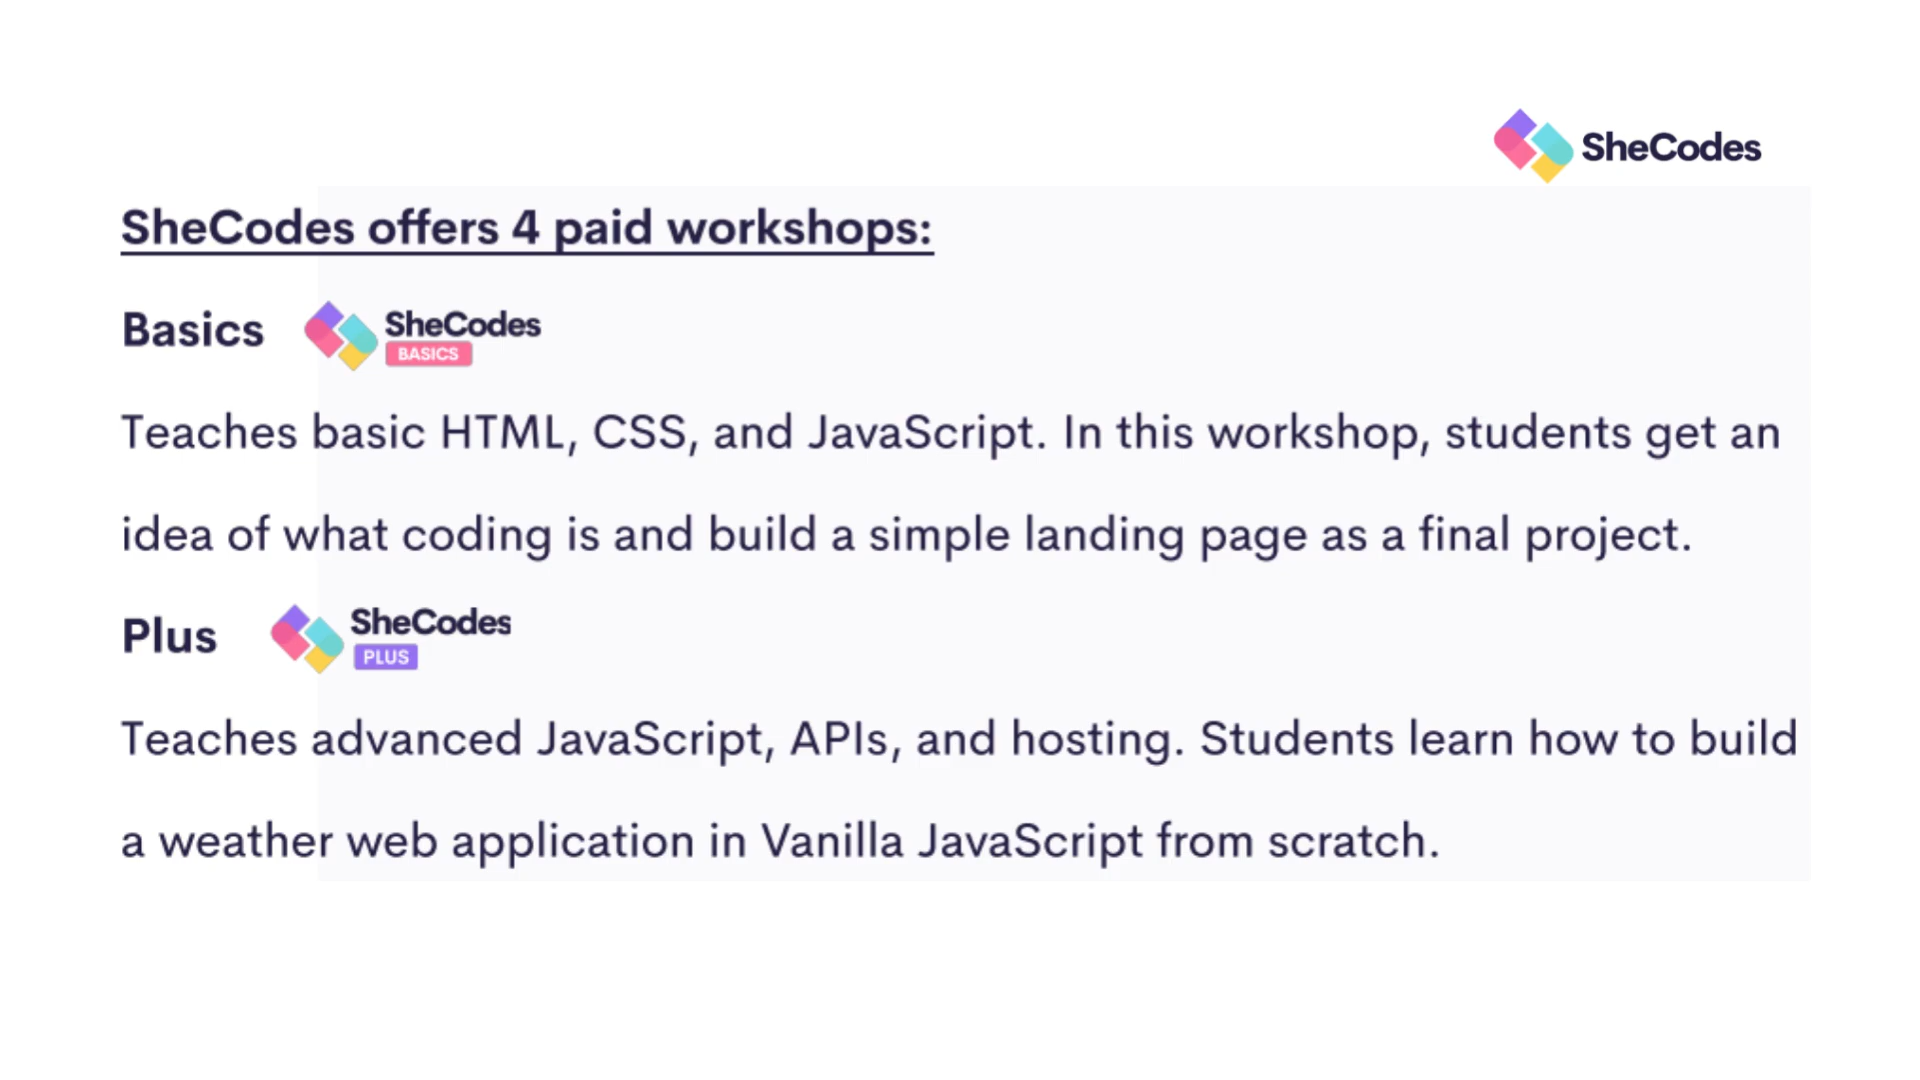 SheCodes
SheCodes offers 4 paid workshops:
Basics SheCodes
BASICS
Teaches basic HTML, CSS, and JavaScript. In this workshop, students get an
idea of what coding is and build a simple landing page as a final project.
Plus SheCodes
PLUS
Teaches advanced JavaScript, APIs, and hosting. Students learn how to build
a weather web application in Vanilla JavaScript from scratch.